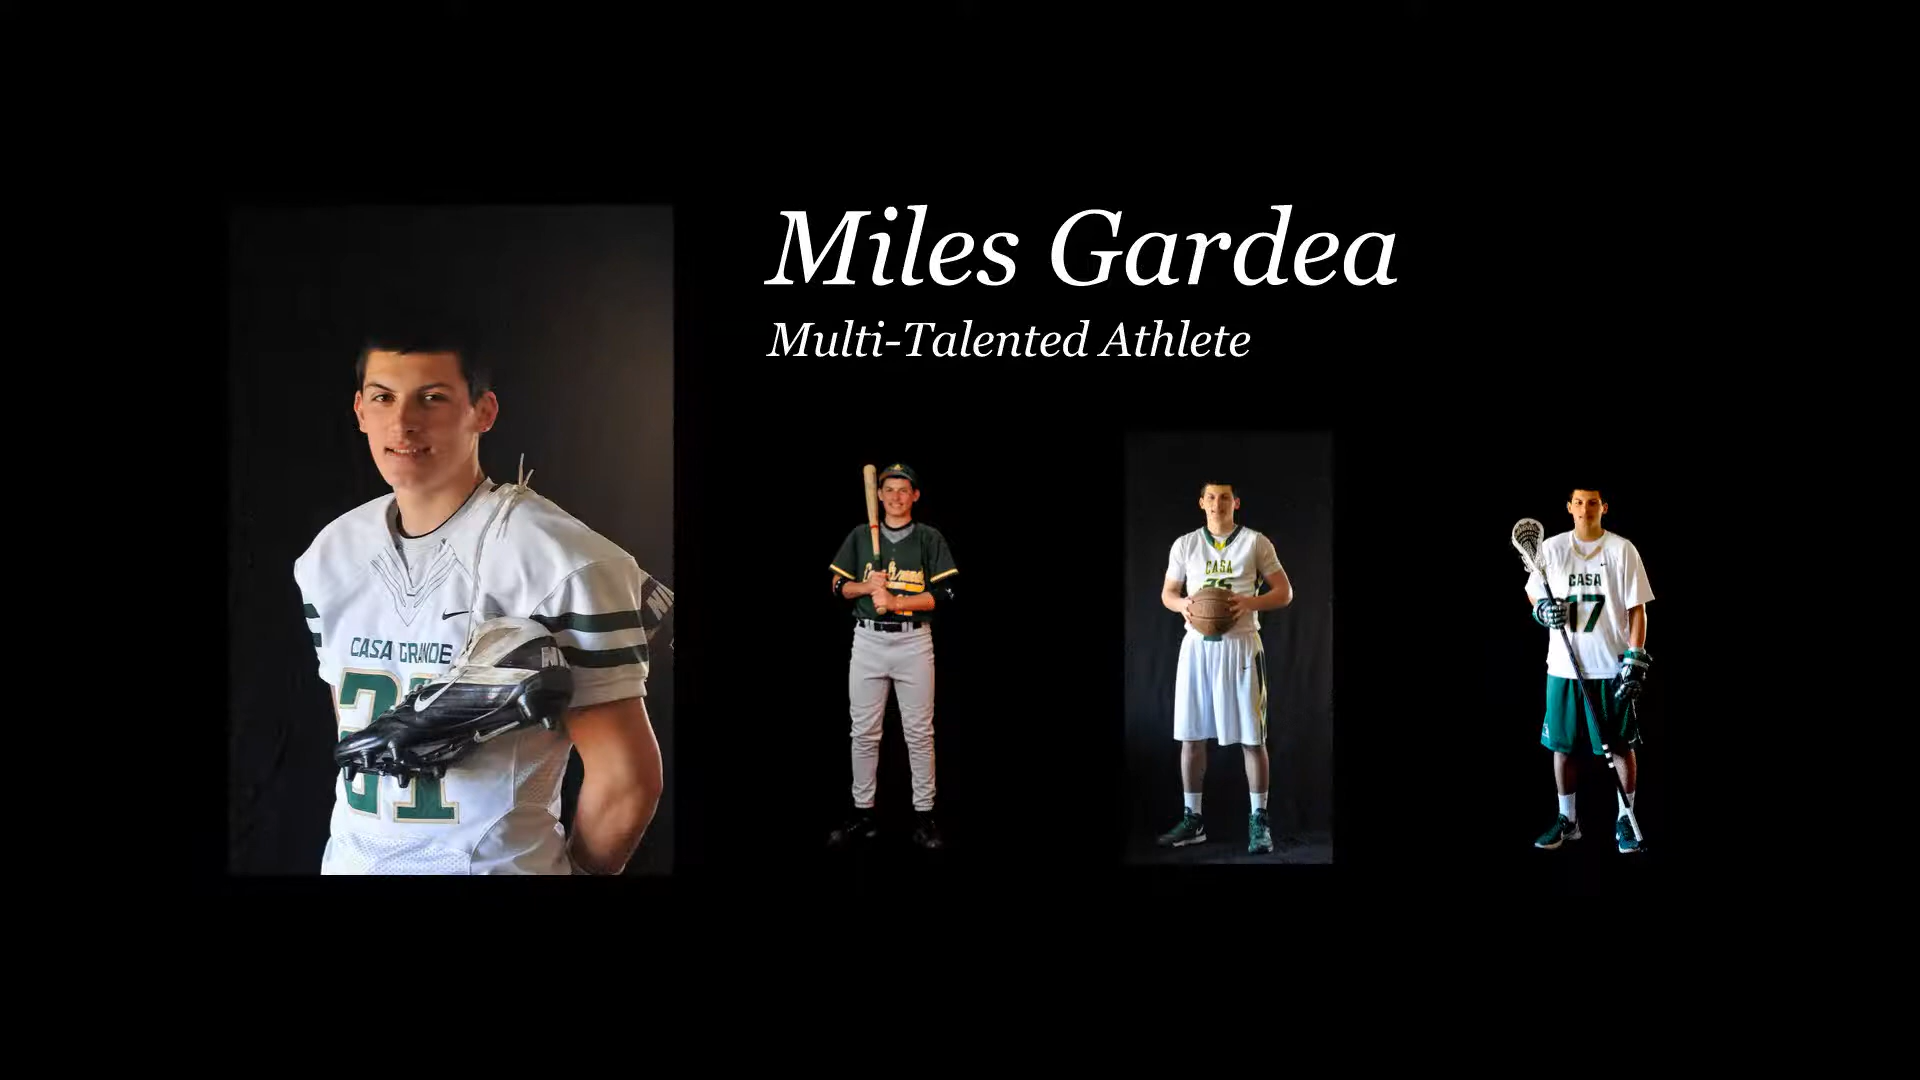 Miles Gardea
Multi-Talented Athlete
CASA GRANDE
21
CASA
CASA
17